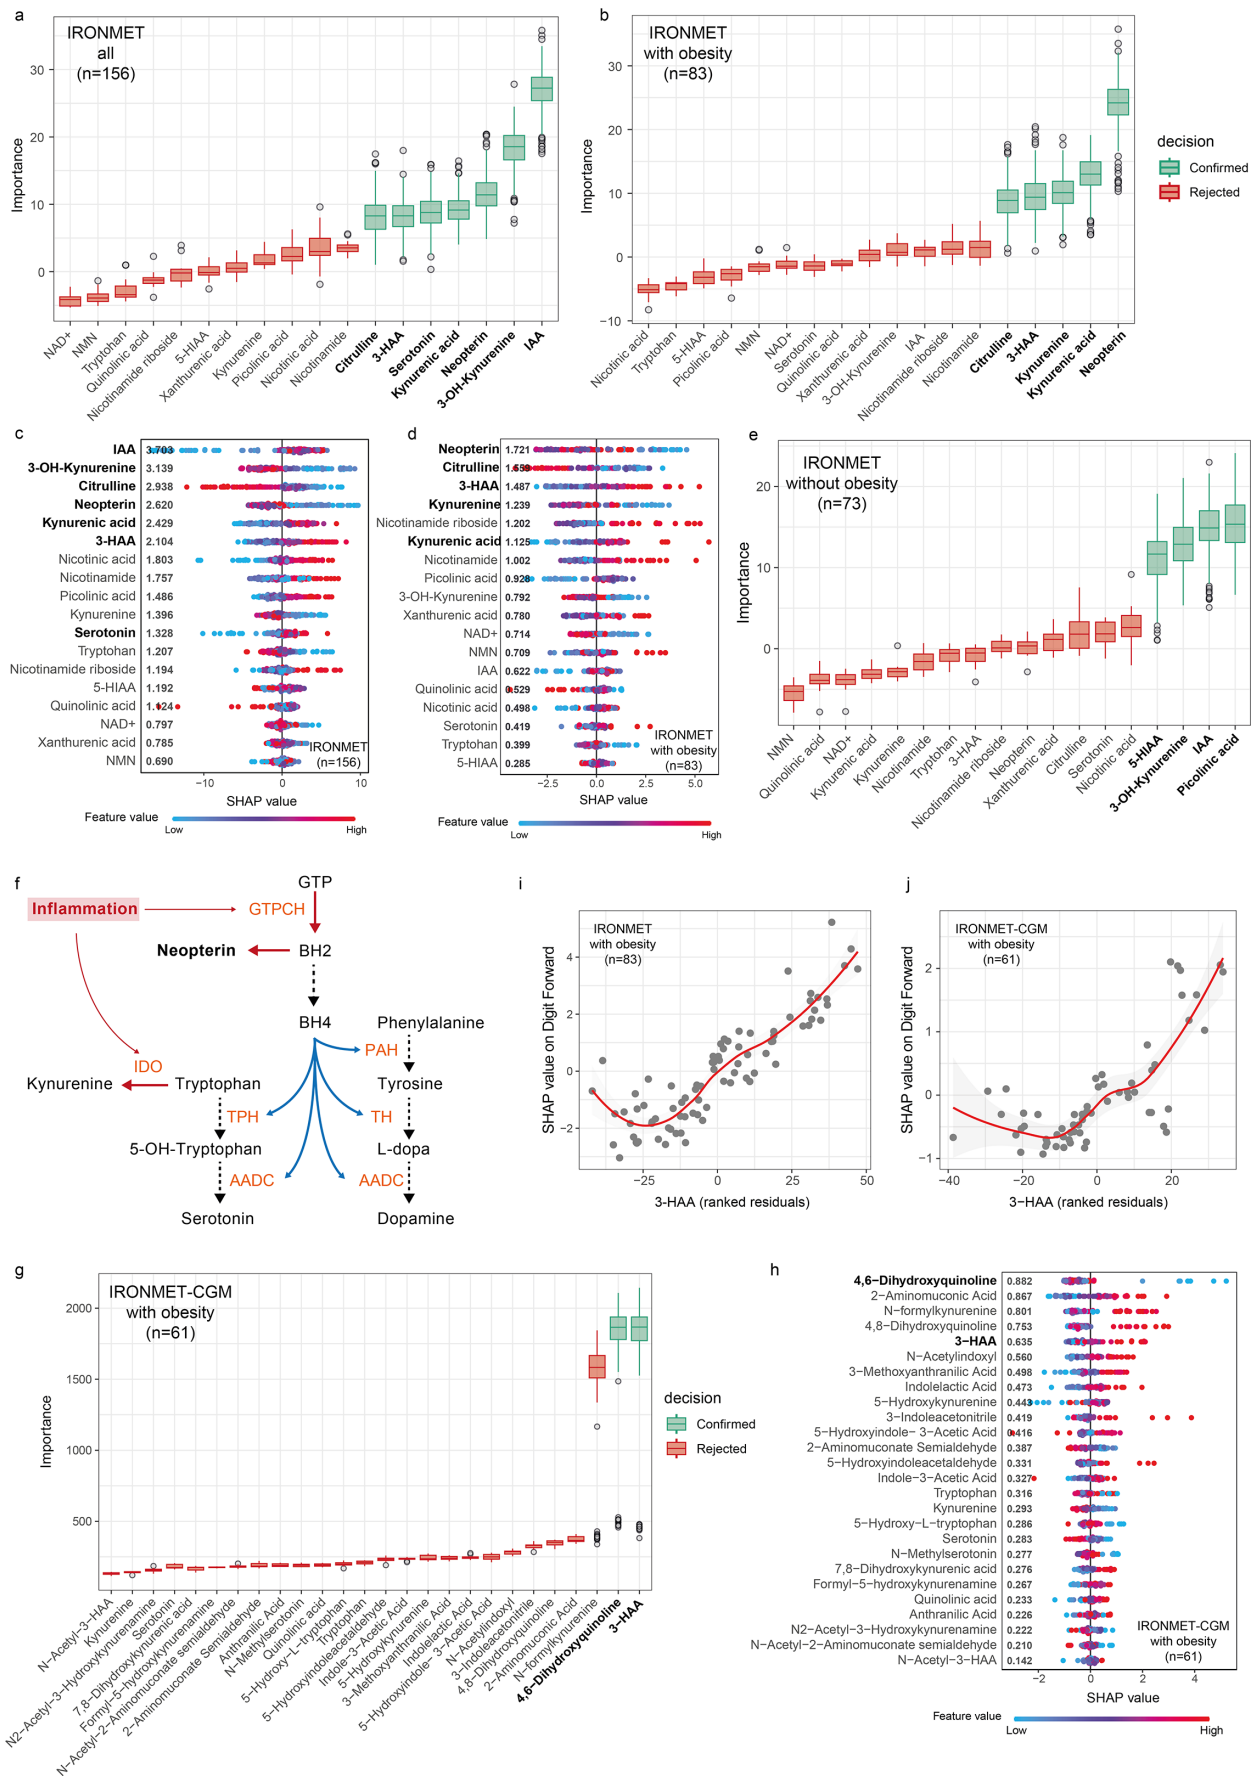 a
IRONMET
all
(n=156)
Importance
30
20
10
0
NAD+
NMN
Tryptohan
Quinolinic acid
Nicotinamide riboside
5-HIAA
Xanthurenic acid
Kynurenine
Picolinic acid
Nicotinic acid
Nicotinamide
Citrulline
3-HAA
Serotonin
Kynurenic acid
Neopterin
3-OH-Kynurenine
IAA
b
IRONMET
with obesity
(n=83)
Importance
30
20
10
0
−10
Nicotinic acid
Tryptohan
5-HIAA
Picolinic acid
NMN
NAD+
Serotonin
Quinolinic acid
Xanthurenic acid
3-OH-Kynurenine
IAA
Nicotinamide riboside
Nicotinamide
Citrulline
3-HAA
Kynurenine
Kynurenic acid
Neopterin
decision
Confirmed
Rejected
c
IAA 3.703
3-OH-Kynurenine 3.139
Citrulline 2.938
Neopterin 2.620
Kynurenic acid 2.429
3-HAA 2.104
Nicotinic acid 1.803
Nicotinamide 1.757
Picolinic acid 1.486
Kynurenine 1.396
Serotonin 1.328
Tryptohan 1.207
Nicotinamide riboside 1.194
5-HIAA 1.192
Quinolinic acid 1.124
NAD+ 0.797
Xanthurenic acid 0.785
NMN 0.690
IRONMET
(n=156)
−10
0
10
SHAP value
Feature value
Low
High
d
Neopterin 1.721
Citrulline 1.559
3-HAA 1.487
Kynurenine 1.239
Nicotinamide riboside 1.202
Kynurenic acid 1.125
Nicotinamide 1.002
Picolinic acid 0.928
3-OH-Kynurenine 0.792
Xanthurenic acid 0.780
NAD+ 0.714
NMN 0.709
IAA 0.622
Quinolinic acid 0.529
Nicotinic acid 0.498
Serotonin 0.419
Tryptohan 0.399
5-HIAA 0.285
IRONMET
with obesity
(n=83)
−2.5
0.0
2.5
5.0
SHAP value
Feature value
Low
High
e
IRONMET
without obesity
(n=73)
Importance
20
10
0
NMN
Quinolinic acid
NAD+
Kynurenic acid
Kynurenine
Nicotinamide
Tryptohan
3-HAA
Nicotinamide riboside
Neopterin
Xanthurenic acid
Citrulline
Serotonin
Nicotinic acid
5-HIAA
3-OH-Kynurenine
IAA
Picolinic acid
f
GTP
Inflammation
GTPCH
Neopterin
BH2
BH4
Phenylalanine
PAH
IDO
Kynurenine
Tryptophan
Tyrosine
TPH
TH
5-OH-Tryptophan
L-dopa
AADC
AADC
Serotonin
Dopamine
i
IRONMET
with obesity
(n=83)
SHAP value on Digit Forward
4
2
0
−2
−25
0
25
50
3-HAA (ranked residuals)
j
IRONMET-CGM
with obesity
(n=61)
SHAP value on Digit Forward
2
1
0
−1
−40
−20
0
20
3−HAA (ranked residuals)
g
IRONMET-CGM
with obesity
(n=61)
Importance
2000
1500
1000
500
N−Acetyl−3−HAA
Kynurenine
N2−Acetyl−3−Hydroxykynurenamine
Serotonin
7,8−Dihydroxykynurenic acid
Formyl−5−hydroxykynurenamine
N−Acetyl−2−Aminomuconate semialdehyde
2−Aminomuconate Semialdehyde
Anthranilic Acid
N−Methylserotonin
Quinolinic acid
5−Hydroxy−L−tryptophan
Tryptophan
5−Hydroxyindoleacetaldehyde
Indole−3−Acetic Acid
5−Hydroxykynurenine
3−Methoxyanthranilic Acid
Indolelactic Acid
5−Hydroxyindole− 3−Acetic Acid
N−Acetylindoxyl
3−Indoleacetonitrile
4,8−Dihydroxyquinoline
2−Aminomuconic Acid
N−formylkynurenine
4,6−Dihydroxyquinoline
3−HAA
decision
Confirmed
Rejected
h
4,6−Dihydroxyquinoline 0.882
2−Aminomuconic Acid 0.867
N−formylkynurenine 0.801
4,8−Dihydroxyquinoline 0.753
3−HAA 0.635
N−Acetylindoxyl 0.560
3−Methoxyanthranilic Acid 0.498
Indolelactic Acid 0.473
5−Hydroxykynurenine 0.443
3−Indoleacetonitrile 0.419
5−Hydroxyindole− 3−Acetic Acid 0.416
2−Aminomuconate Semialdehyde 0.387
5−Hydroxyindoleacetaldehyde 0.331
Indole−3−Acetic Acid 0.327
Tryptophan 0.316
Kynurenine 0.293
5−Hydroxy−L−tryptophan 0.286
Serotonin 0.283
N−Methylserotonin 0.277
7,8−Dihydroxykynurenic acid 0.276
Formyl−5−hydroxykynurenamine 0.267
Quinolinic acid 0.233
Anthranilic Acid 0.226
N2−Acetyl−3−Hydroxykynurenamine 0.222
N−Acetyl−2−Aminomuconate semialdehyde 0.210
N−Acetyl−3−HAA 0.142
IRONMET-CGM
with obesity
(n=61)
−2
0
2
4
SHAP value
Feature value
Low
High